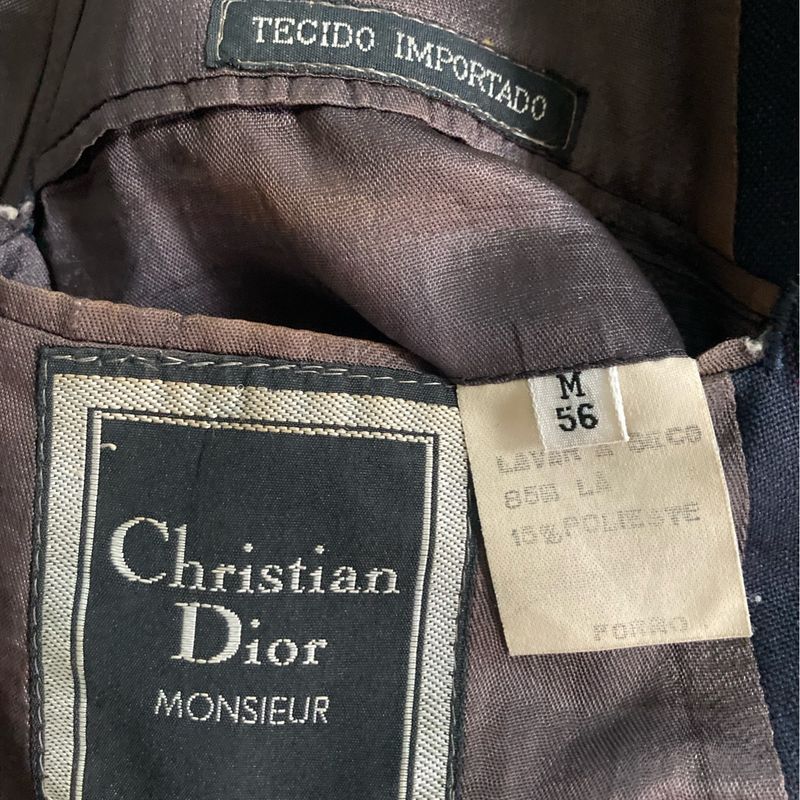 TECIDO IMPORTADO
M
56
LAVAR A SECO
85% LÃ
15% POLIESTE
FORRO
Christian
Dior
MONSIEUR